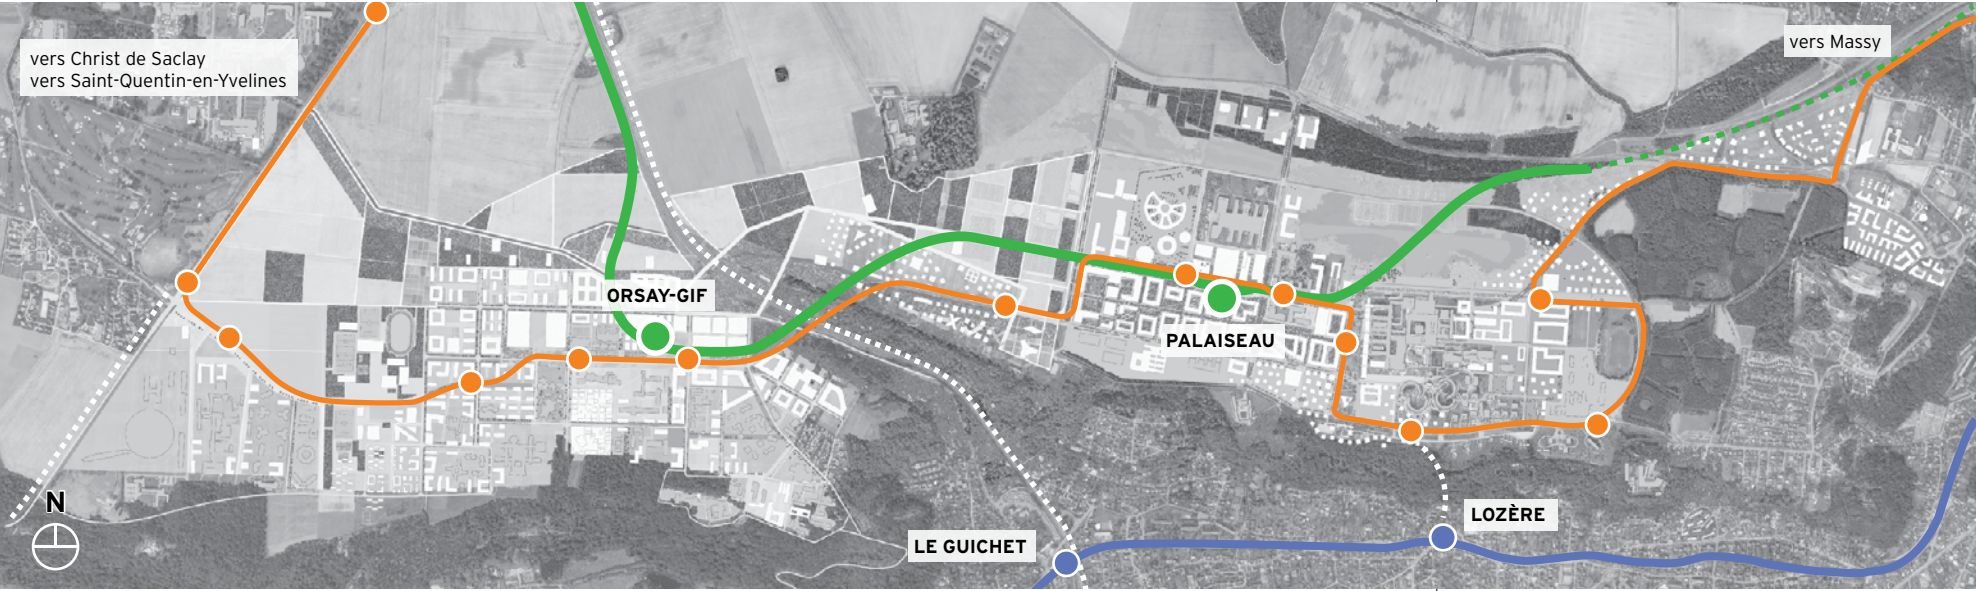 vers Christ de Saclay
vers Saint-Quentin-en-Yvelines
vers Massy
ORSAY-GIF
PALAISEAU
N
LE GUICHET
LOZÈRE